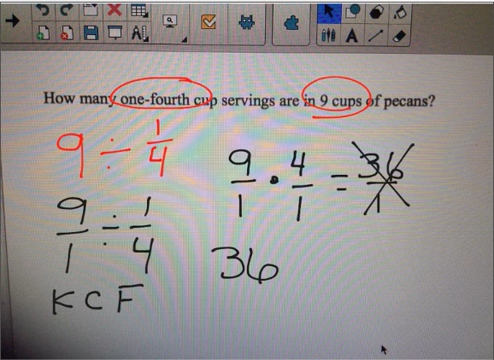 How many one-fourth cup servings are in 9 cups of pecans?
9 ÷ 1/4
9/1 ÷ 1/4
K C F
9/1 · 4/1 = 36/1
36